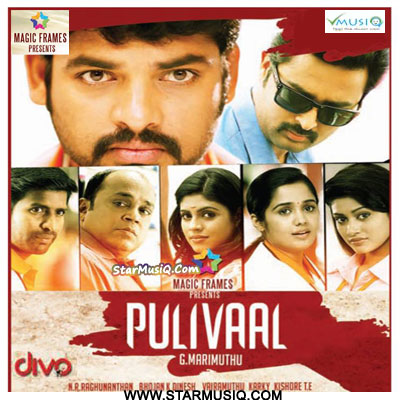 MAGIC FRAMES
PRESENTS
VMUSIQ
StarMusiQ.Com
MAGIC FRAMES
PRESENTS
PULIVAAL
G.MARIMUTHU
divo
N.R.RAGHUNANTHAN BHOJAN K DINESH VAIRAMUTHU KARKY KISHORE T.E
WWW.STARMUSIQ.COM